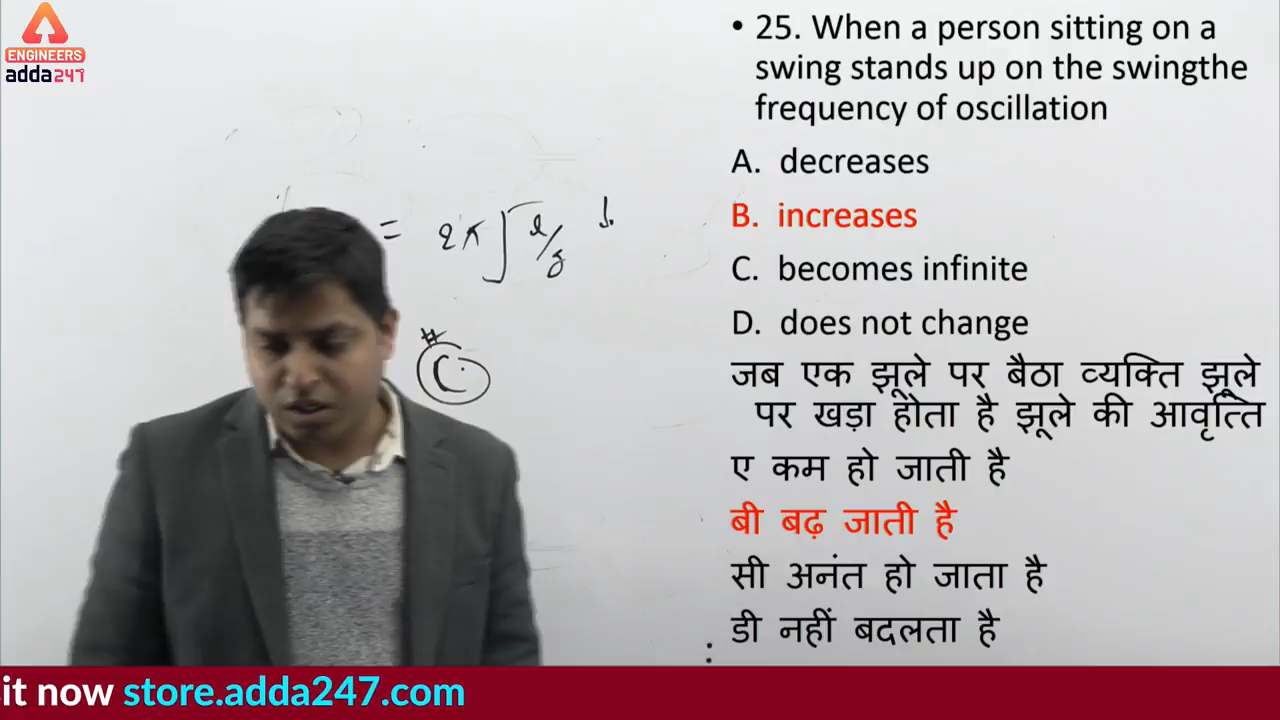 ENGINEERS
adda247
• 25. When a person sitting on a
swing stands up on the swingthe
frequency of oscillation
A. decreases
B. increases
C. becomes infinite
D. does not change
जब एक झूले पर बैठा व्यक्ति झूले
पर खड़ा होता है झूले की आवृत्ति
ए कम हो जाती है
बी बढ़ जाती है
सी अनंत हो जाता है
डी नहीं बदलता है
= 2π√l/g ↓
#
C
it now store.adda247.com